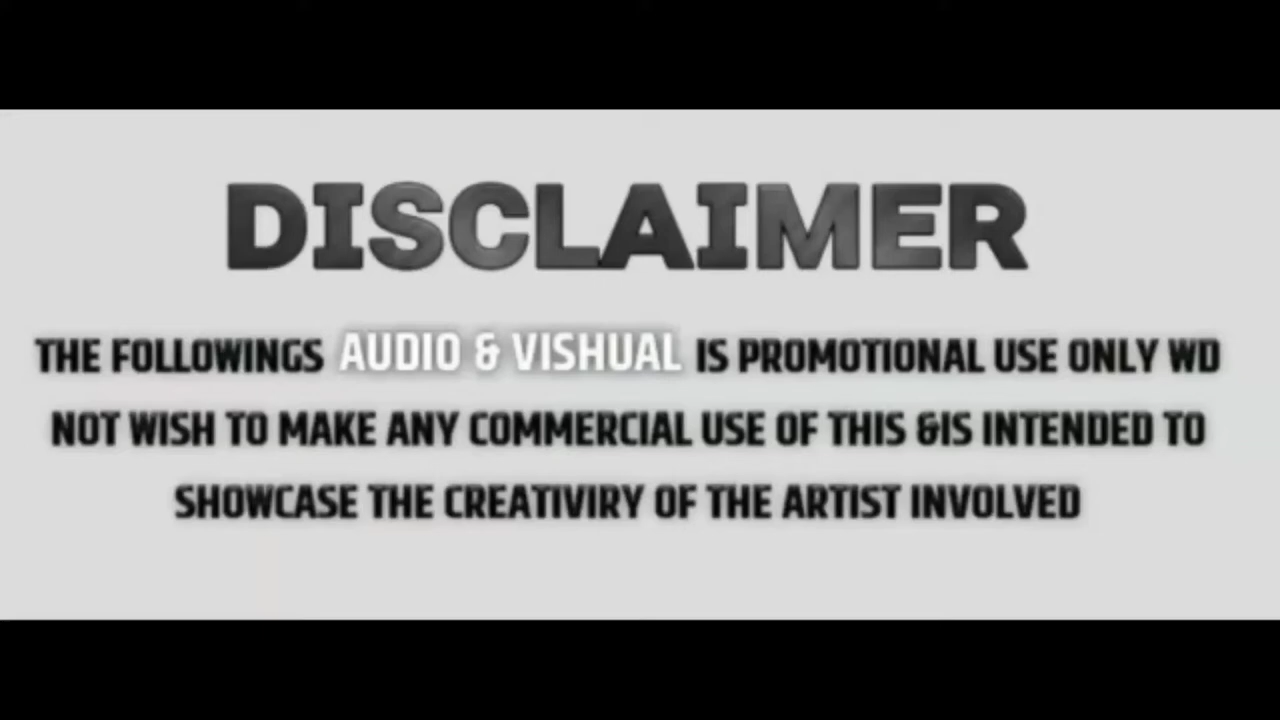 DISCLAIMER
THE FOLLOWINGS AUDIO & VISHUAL IS PROMOTIONAL USE ONLY WD
NOT WISH TO MAKE ANY COMMERCIAL USE OF THIS &IS INTENDED TO
SHOWCASE THE CREATIVIRY OF THE ARTIST INVOLVED